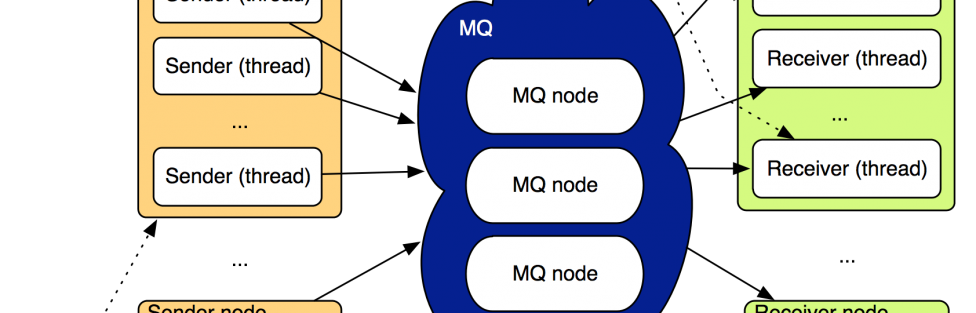 Sender (thread)
MQ
Sender (thread)
Receiver (thread)
MQ node
...
...
Sender (thread)
MQ node
Receiver (thread)
...
...
MQ node
Sender node
Receiver node